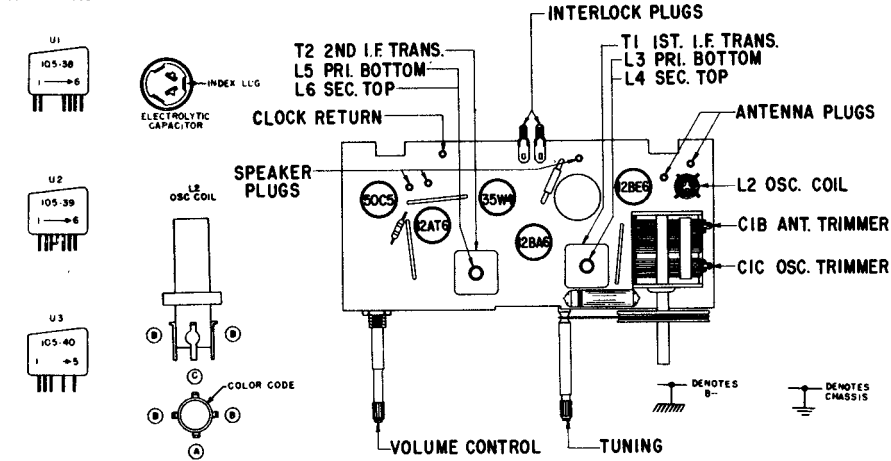 U1
105-38
1 → 6
INDEX LUG
ELECTROLYTIC
CAPACITOR
U2
105-39
1 → 6
L2
OSC COIL
B
B
C
U3
105-40
1 → 5
COLOR CODE
B
B
A
INTERLOCK PLUGS
T2 2ND I.F. TRANS.
L5 PRI. BOTTOM
L6 SEC. TOP
T1 1ST. I.F. TRANS.
L3 PRI. BOTTOM
L4 SEC. TOP
CLOCK RETURN
ANTENNA PLUGS
SPEAKER
PLUGS
50C5
35W4
12BE6
L2 OSC. COIL
12AT6
12BA6
C1B ANT. TRIMMER
C1C OSC. TRIMMER
VOLUME CONTROL
TUNING
DENOTES
B-
DENOTES
CHASSIS